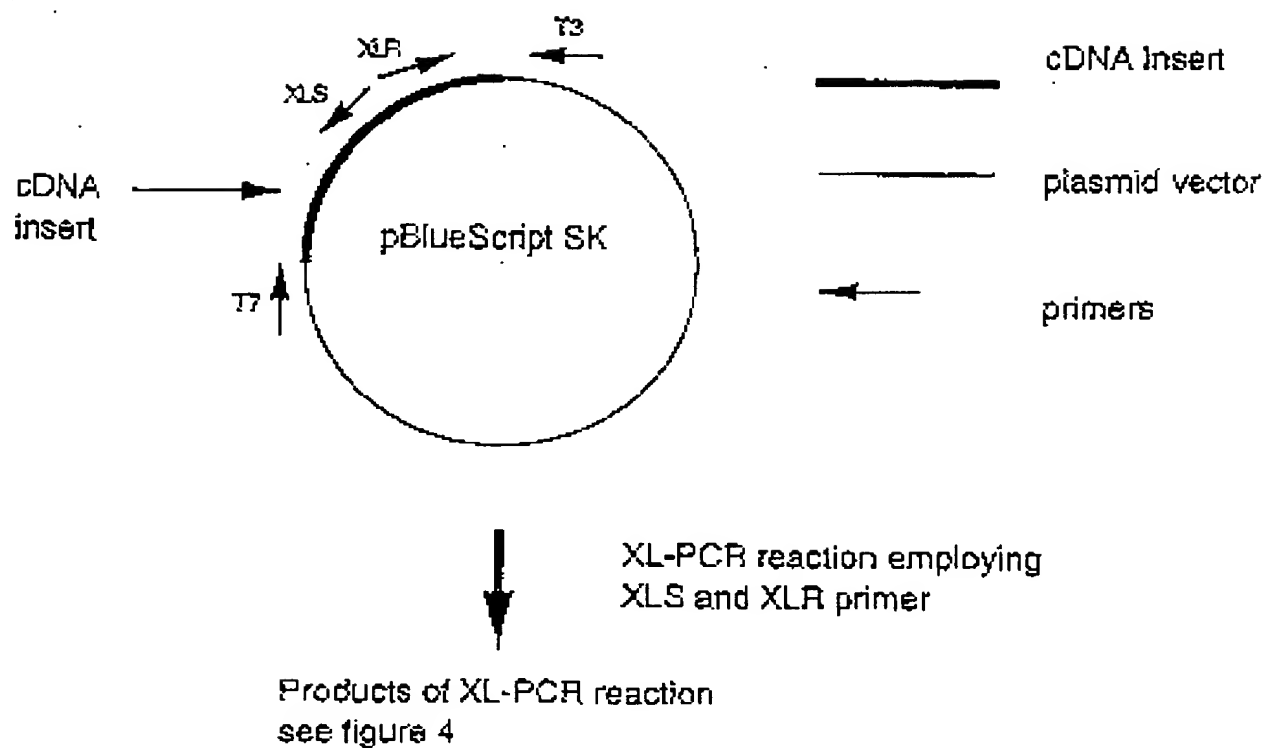 T3
XLR
XLS
cDNA Insert
cDNA
insert
plasmid vector
pBlueScript SK
T7
primers
XL-PCR reaction employing
XLS and XLR primer
Products of XL-PCR reaction
see figure 4